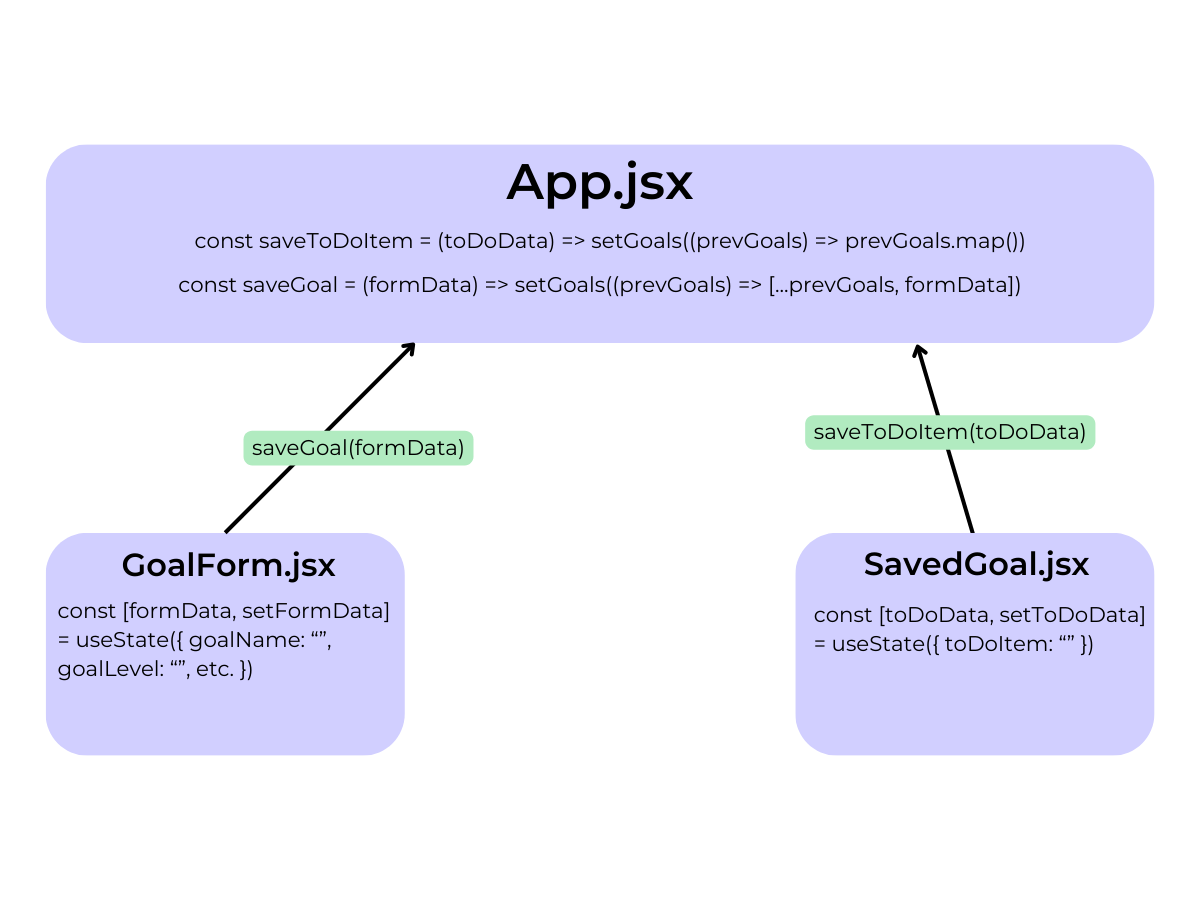 App.jsx
const saveToDoItem = (toDoData) => setGoals((prevGoals) => prevGoals.map())
const saveGoal = (formData) => setGoals((prevGoals) => [...prevGoals, formData])
saveGoal(formData)
saveToDoItem(toDoData)
GoalForm.jsx
const [formData, setFormData]
= useState({ goalName: “”,
goalLevel: “”, etc. })
SavedGoal.jsx
const [toDoData, setToDoData]
= useState({ toDoItem: “” })